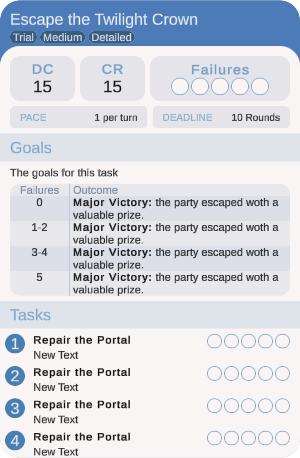 Escape the Twilight Crown
Trial Medium Detailed
DC CR Failures
15 15
PACE 1 per turn DEADLINE 10 Rounds
Goals
The goals for this task
Failures Outcome
0 Major Victory: the party escaped woth a
valuable prize.
1-2 Major Victory: the party escaped woth a
valuable prize.
3-4 Major Victory: the party escaped woth a
valuable prize.
5 Major Victory: the party escaped woth a
valuable prize.
Tasks
1 Repair the Portal
New Text
2 Repair the Portal
New Text
3 Repair the Portal
New Text
4 Repair the Portal
New Text